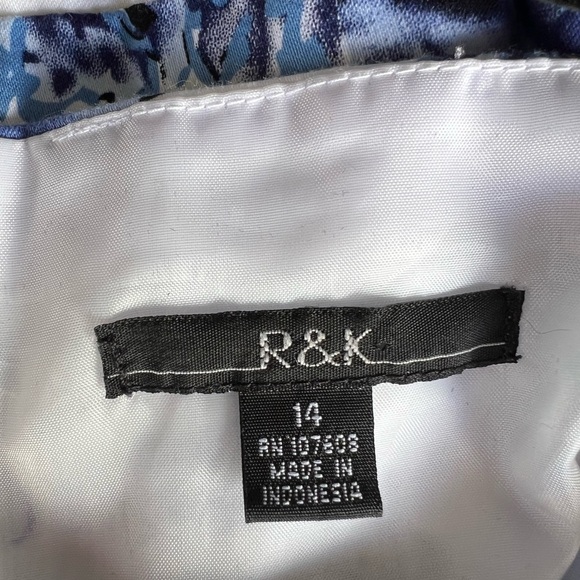 R&K
14
RN 107608
MADE IN
INDONESIA